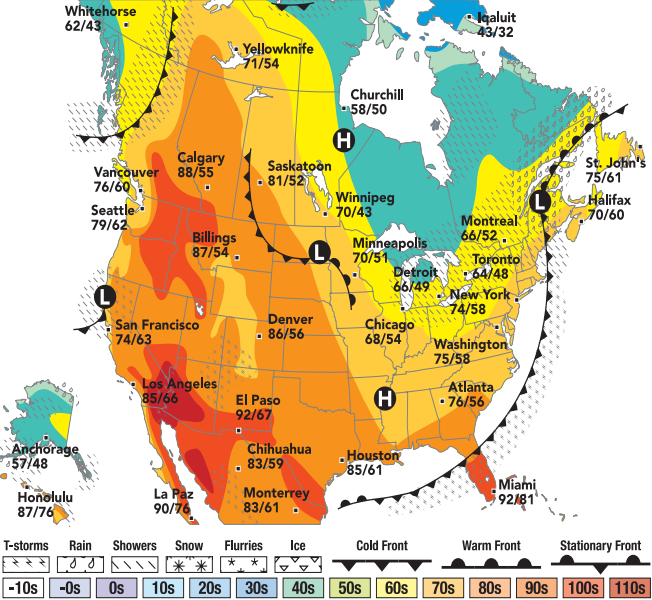 Whitehorse
62/43
Iqaluit
43/32
Yellowknife
71/54
Churchill
58/50
H
Calgary
88/55
Saskatoon
81/52
St. John's
75/61
Vancouver
76/60
Winnipeg
70/43
L
Halifax
70/60
Seattle
79/62
Montreal
66/52
Billings
87/54
L
Minneapolis
70/51
Toronto
64/48
Detroit
66/49
L
New York
74/58
San Francisco
74/63
Denver
86/56
Chicago
68/54
Washington
75/58
Los Angeles
85/66
El Paso
92/67
H
Atlanta
76/56
Anchorage
57/48
Chihuahua
83/59
Houston
85/61
Honolulu
87/76
La Paz
90/76
Monterrey
83/61
Miami
92/81
T-storms Rain Showers Snow Flurries Ice Cold Front Warm Front Stationary Front
-10s -0s 0s 10s 20s 30s 40s 50s 60s 70s 80s 90s 100s 110s